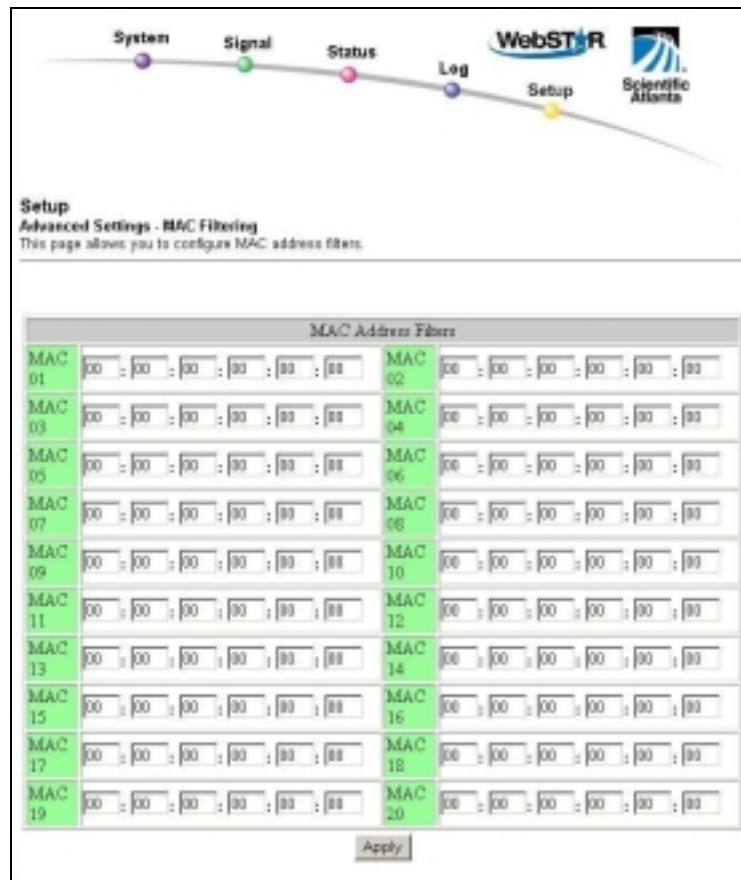 System Signal Status Log Setup
WebSTAR
Scientific Atlanta
Setup
Advanced Settings - MAC Filtering
This page allows you to configure MAC address filters.
MAC Address Filters
MAC 01 00 : 00 : 00 : 00 : 00 : 00 MAC 02 00 : 00 : 00 : 00 : 00 : 00
MAC 03 00 : 00 : 00 : 00 : 00 : 00 MAC 04 00 : 00 : 00 : 00 : 00 : 00
MAC 05 00 : 00 : 00 : 00 : 00 : 00 MAC 06 00 : 00 : 00 : 00 : 00 : 00
MAC 07 00 : 00 : 00 : 00 : 00 : 00 MAC 08 00 : 00 : 00 : 00 : 00 : 00
MAC 09 00 : 00 : 00 : 00 : 00 : 00 MAC 10 00 : 00 : 00 : 00 : 00 : 00
MAC 11 00 : 00 : 00 : 00 : 00 : 00 MAC 12 00 : 00 : 00 : 00 : 00 : 00
MAC 13 00 : 00 : 00 : 00 : 00 : 00 MAC 14 00 : 00 : 00 : 00 : 00 : 00
MAC 15 00 : 00 : 00 : 00 : 00 : 00 MAC 16 00 : 00 : 00 : 00 : 00 : 00
MAC 17 00 : 00 : 00 : 00 : 00 : 00 MAC 18 00 : 00 : 00 : 00 : 00 : 00
MAC 19 00 : 00 : 00 : 00 : 00 : 00 MAC 20 00 : 00 : 00 : 00 : 00 : 00
Apply